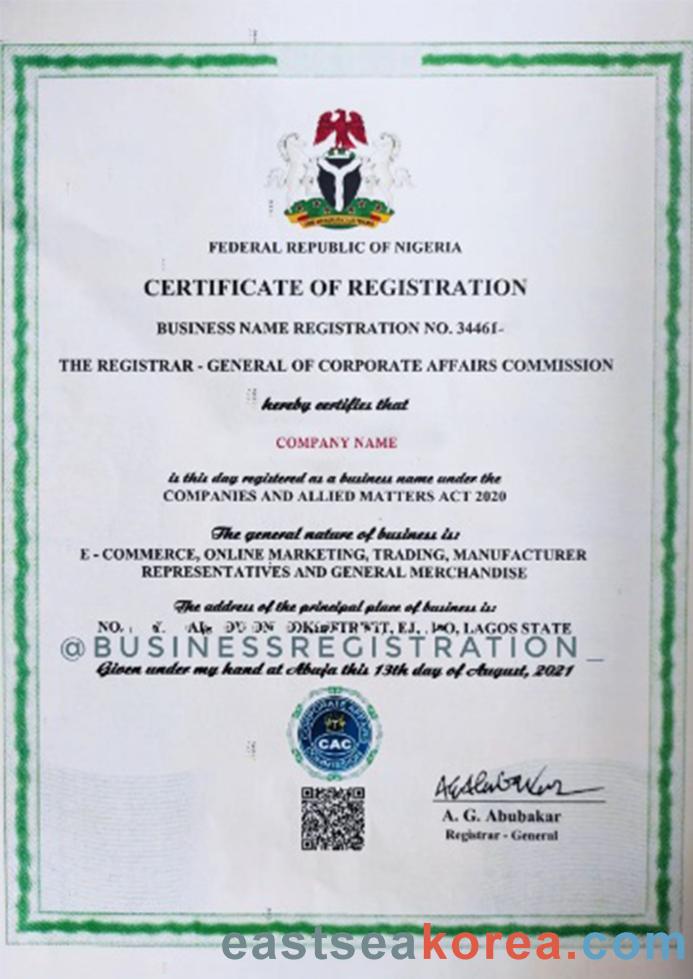 FEDERAL REPUBLIC OF NIGERIA
CERTIFICATE OF REGISTRATION
BUSINESS NAME REGISTRATION NO. 34461-
THE REGISTRAR - GENERAL OF CORPORATE AFFAIRS COMMISSION
hereby certifies that
COMPANY NAME
is this day registered as a business name under the
COMPANIES AND ALLIED MATTERS ACT 2020
The general nature of business is:
E - COMMERCE, ONLINE MARKETING, TRADING, MANUFACTURER
REPRESENTATIVES AND GENERAL MERCHANDISE
The address of the principal place of business is:
NO. LAGOS STATE
@BUSINESSREGISTRATION_
Given under my hand at Abuja this 13th day of August, 2021
CORPORATE AFFAIRS
CAC
COMMISSION
A. G. Abubakar
Registrar - General
eastseakorea.com